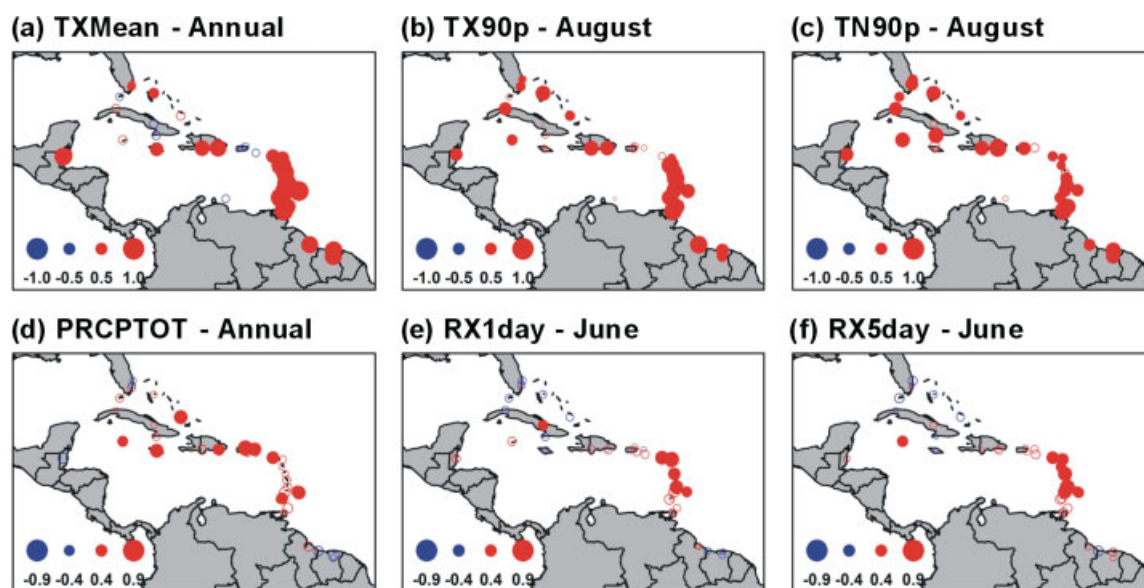 (a) TXMean - Annual
(b) TX90p - August
(c) TN90p - August
-1.0 -0.5 0.5 1.0
-1.0 -0.5 0.5 1.0
-1.0 -0.5 0.5 1.0
(d) PRCPTOT - Annual
(e) RX1day - June
(f) RX5day - June
-0.9 -0.4 0.4 0.9
-0.9 -0.4 0.4 0.9
-0.9 -0.4 0.4 0.9